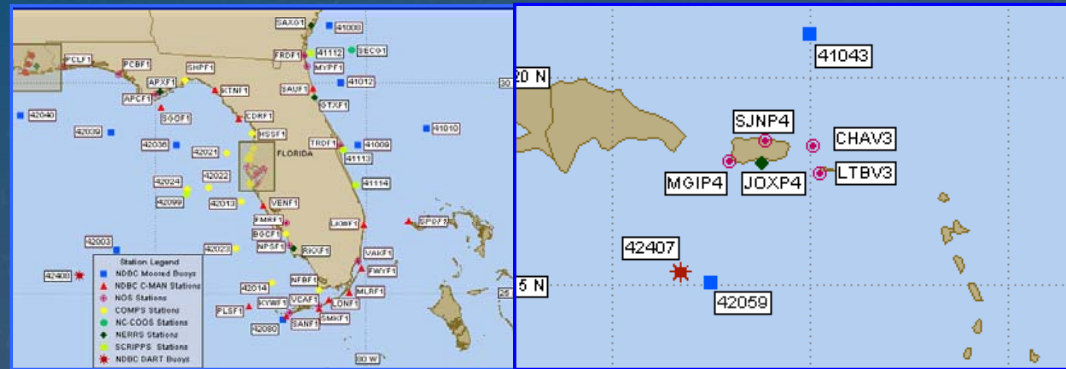 SAXG1
41008
FRDF1
41112
SECG1
PCLF1
PCBF1
SHPF1
MYPF1
APXF1
KTNF1
SAUF1
41012
30
APCF1
GTXF1
42040
SGOF1
CDRF1
42039
HSSF1
41010
42036
42021
TRDF1
41009
FLORIDA
41113
42024
42022
41114
42099
42013
VENF1
FMRF1
LKWF1
SPGF1
BGCF1
42003
42023
NPSF1
RKXF1
VAKF1
FWYF1
42408
42014
NFBF1
MLRF1
25
PLSF1
KYWF1
VCAF1
LONF1
42080
SANF1
SMKF1
80 W
Station Legend
NDBC Moored Buoys
NDBC C-MAN Stations
NOS Stations
COMPS Stations
NC-COOS Stations
NERRS Stations
SCRIPPS Stations
NDBC DART Buoys
41043
20 N
SJNP4
CHAV3
MGIP4
JOXP4
LTBV3
42407
5 N
42059